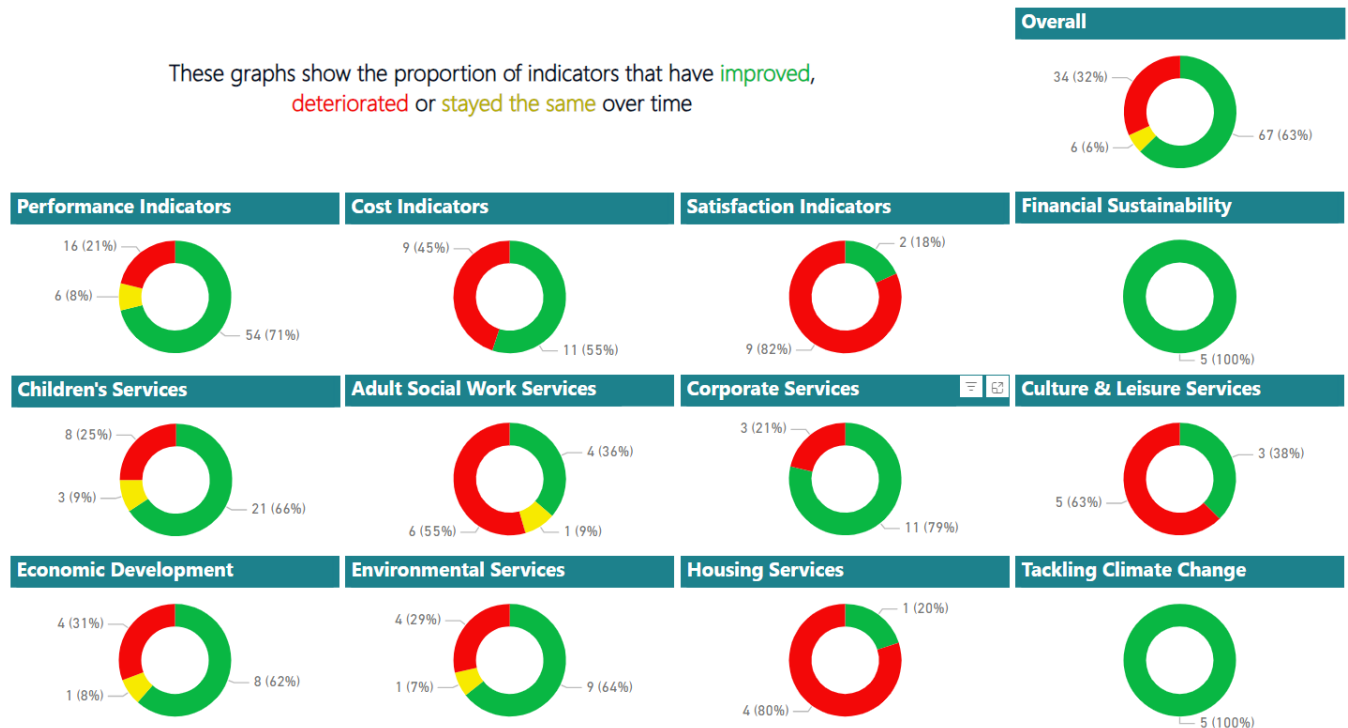 Overall
These graphs show the proportion of indicators that have improved,
deteriorated or stayed the same over time
34 (32%)
6 (6%)
67 (63%)
Performance Indicators
16 (21%)
6 (8%)
54 (71%)
Cost Indicators
9 (45%)
11 (55%)
Satisfaction Indicators
2 (18%)
9 (82%)
Financial Sustainability
5 (100%)
Children's Services
8 (25%)
3 (9%)
21 (66%)
Adult Social Work Services
4 (36%)
6 (55%)
1 (9%)
Corporate Services
3 (21%)
11 (79%)
Culture & Leisure Services
3 (38%)
5 (63%)
Economic Development
4 (31%)
1 (8%)
8 (62%)
Environmental Services
4 (29%)
1 (7%)
9 (64%)
Housing Services
1 (20%)
4 (80%)
Tackling Climate Change
5 (100%)